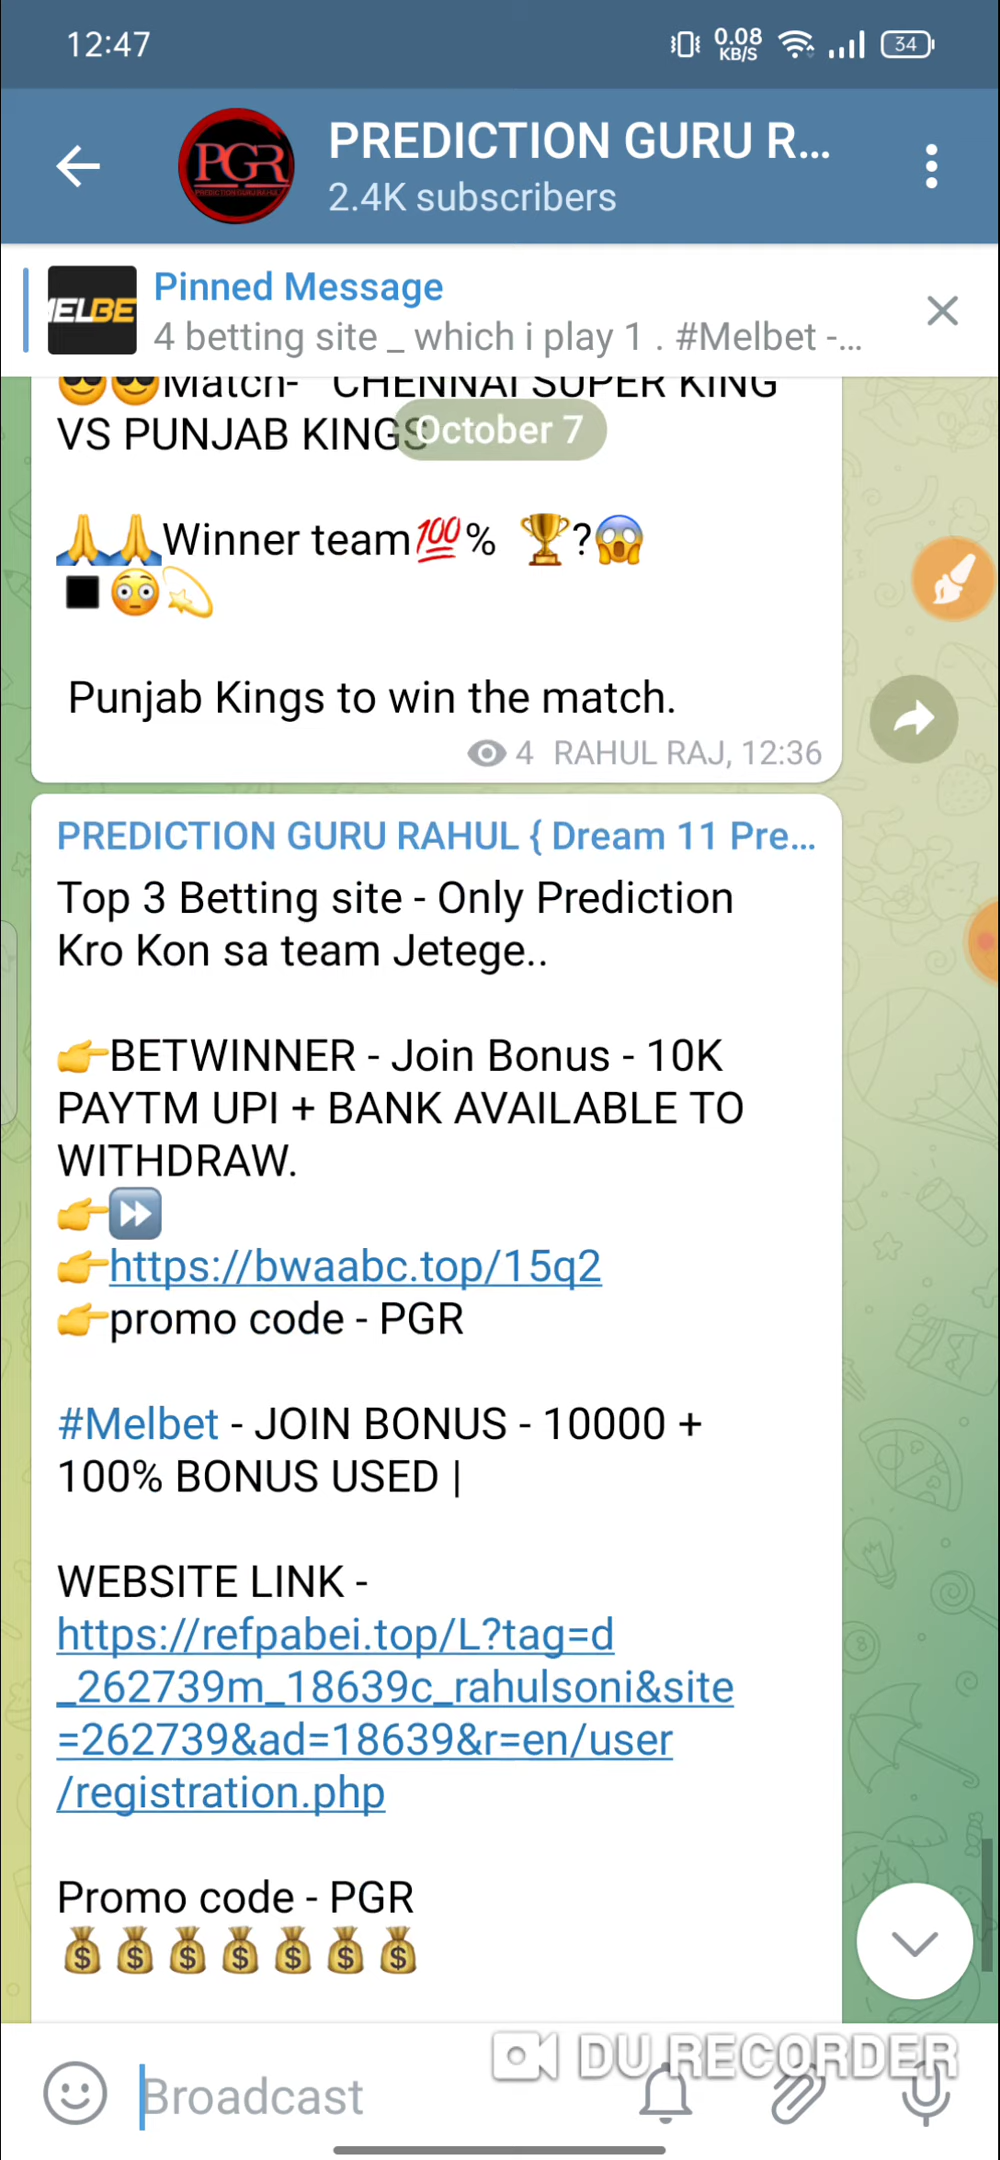 12:47
0.08
KB/S
34
PGR
PREDICTION GURU RAHUL
PREDICTION GURU R...
2.4K subscribers
ELBE
Pinned Message
4 betting site _ which i play 1 . #Melbet -...
😎😎Match- CHENNAI SUPER KING
VS PUNJAB KINGS
October 7
🙏🙏Winner team💯% 🏆?😱
◼😳💫
Punjab Kings to win the match.
4 RAHUL RAJ, 12:36
PREDICTION GURU RAHUL { Dream 11 Pre...
Top 3 Betting site - Only Prediction
Kro Kon sa team Jetege..
👉BETWINNER - Join Bonus - 10K
PAYTM UPI + BANK AVAILABLE TO
WITHDRAW.
👉⏩
👉https://bwaabc.top/15q2
👉promo code - PGR
#Melbet - JOIN BONUS - 10000 +
100% BONUS USED |
WEBSITE LINK -
https://refpabei.top/L?tag=d
_262739m_18639c_rahulsoni&site
=262739&ad=18639&r=en/user
/registration.php
Promo code - PGR
💰💰💰💰💰💰💰
DU RECORDER
Broadcast